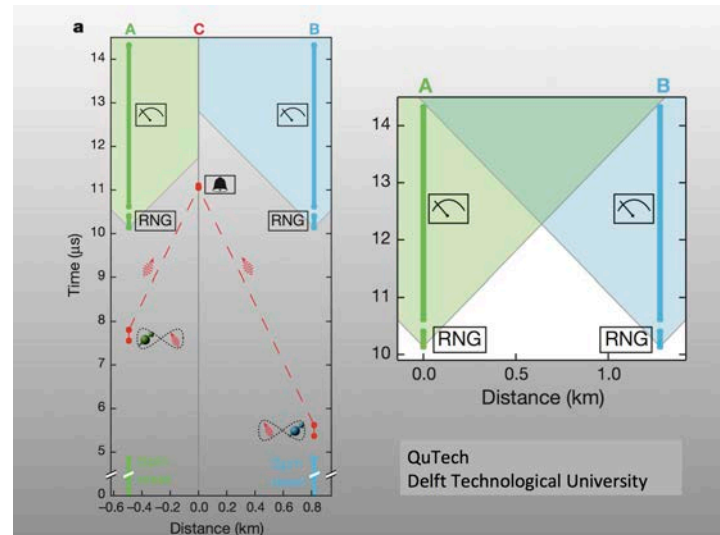 a
A
C
B
14
13
12
11
10
9
8
7
6
5
0
Time (μs)
RNG
RNG
–0.6 –0.4 –0.2 0.0 0.2 0.4 0.6 0.8
Distance (km)
A
B
14
12
11
10
RNG
RNG
0.0
0.5
1.0
Distance (km)
QuTech
Delft Technological University